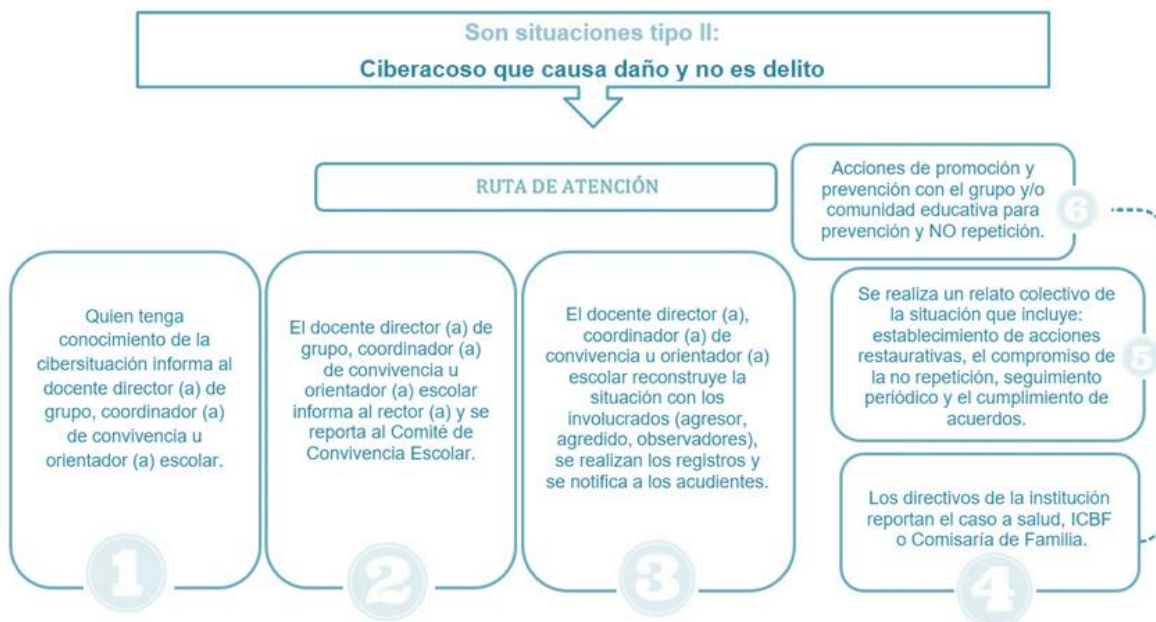 Son situaciones tipo II:
Ciberacoso que causa daño y no es delito
RUTA DE ATENCIÓN
Quien tenga
conocimiento de la
cibersituación informa al
docente director (a) de
grupo, coordinador (a)
de convivencia u
orientador (a) escolar.
1
El docente director (a) de
grupo, coordinador (a)
de convivencia u
orientador (a) escolar
informa al rector (a) y se
reporta al Comité de
Convivencia Escolar.
2
El docente director (a),
coordinador (a) de
convivencia u orientador (a)
escolar reconstruye la
situación con los
involucrados (agresor,
agredido, observadores),
se realizan los registros y
se notifica a los acudientes.
3
Los directivos de la institución
reportan el caso a salud, ICBF
o Comisaría de Familia.
4
Se realiza un relato colectivo de
la situación que incluye:
establecimiento de acciones
restaurativas, el compromiso de
la no repetición, seguimiento
periódico y el cumplimiento de
acuerdos.
5
Acciones de promoción y
prevención con el grupo y/o
comunidad educativa para
prevención y NO repetición.
6